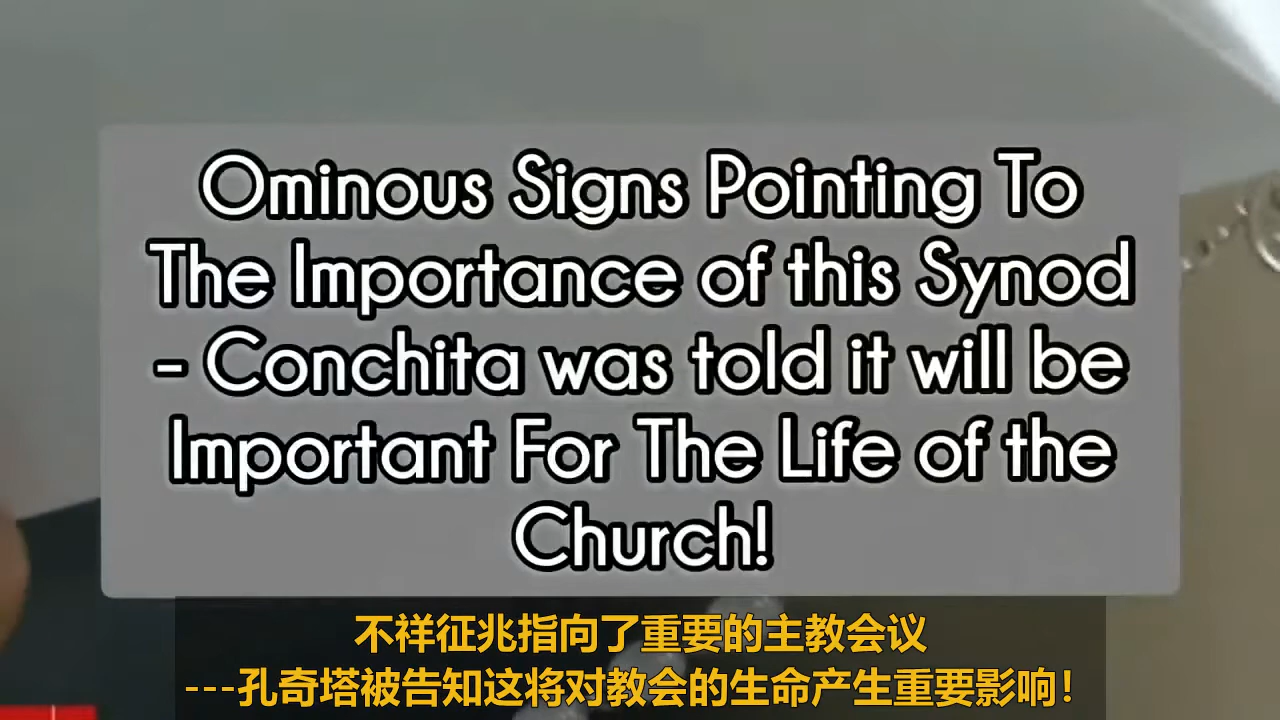 Ominous Signs Pointing To
The Importance of this Synod
- Conchita was told it will be
Important For The Life of the
Church!
不祥征兆指向了重要的主教会议
---孔奇塔被告知这将对教会的生命产生重要影响!